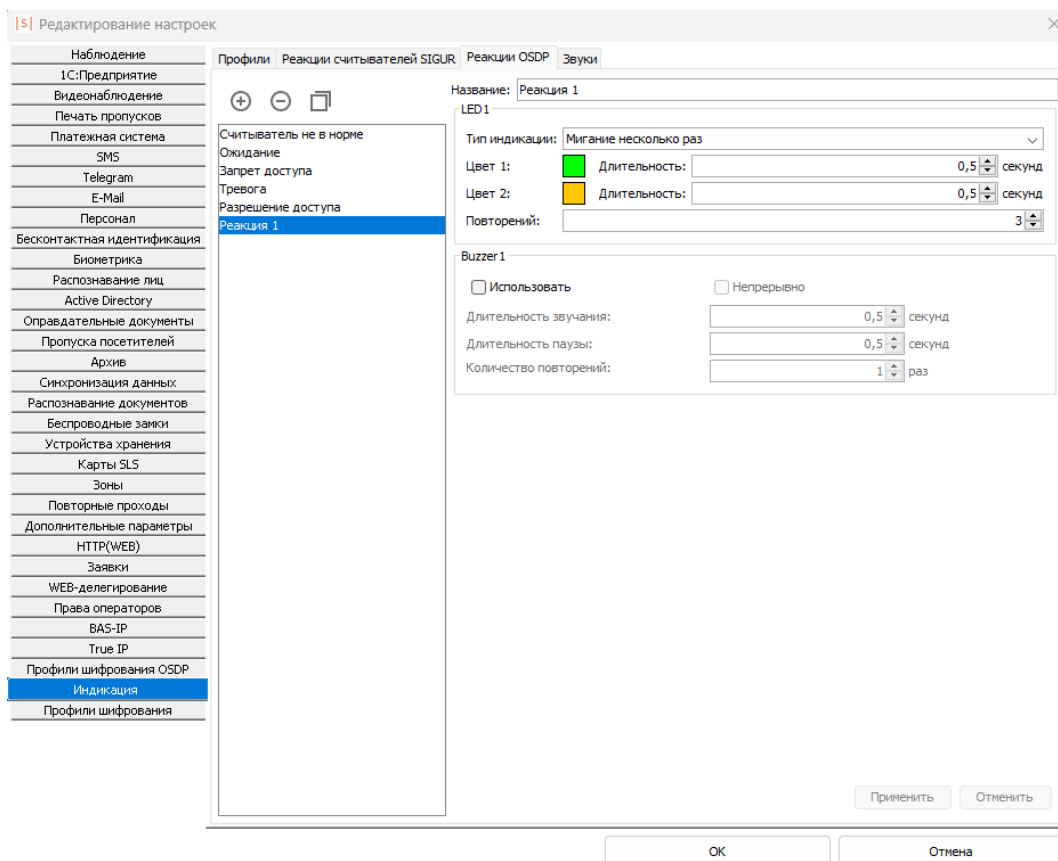 |S| Редактирование настроек
Наблюдение
1С:Предприятие
Видеонаблюдение
Печать пропусков
Платежная система
SMS
Telegram
E-Mail
Персонал
Бесконтактная идентификация
Биометрика
Распознавание лиц
Active Directory
Оправдательные документы
Пропуска посетителей
Архив
Синхронизация данных
Распознавание документов
Беспроводные замки
Устройства хранения
Карты SLS
Зоны
Повторные проходы
Дополнительные параметры
HTTP(WEB)
Заявки
WEB-делегирование
Права операторов
BAS-IP
True IP
Профили шифрования OSDP
Индикация
Профили шифрования
Профили Реакции считывателей SIGUR Реакции OSDP Звуки
Считыватель не в норме
Ожидание
Запрет доступа
Тревога
Разрешение доступа
Реакция 1
Название: Реакция 1
LED1
Тип индикации: Мигание несколько раз
Цвет 1: Длительность: 0,5 секунд
Цвет 2: Длительность: 0,5 секунд
Повторений: 3
Buzzer1
Использовать Непрерывно
Длительность звучания: 0,5 секунд
Длительность паузы: 0,5 секунд
Количество повторений: 1 раз
Применить Отменить
ОК Отмена